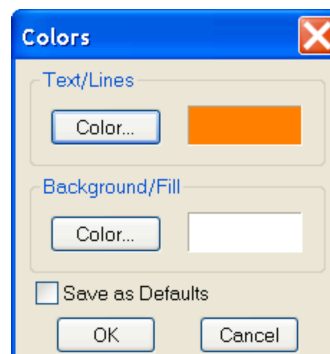 Colors
Text/Lines
Color...
Background/Fill
Color...
Save as Defaults
OK Cancel